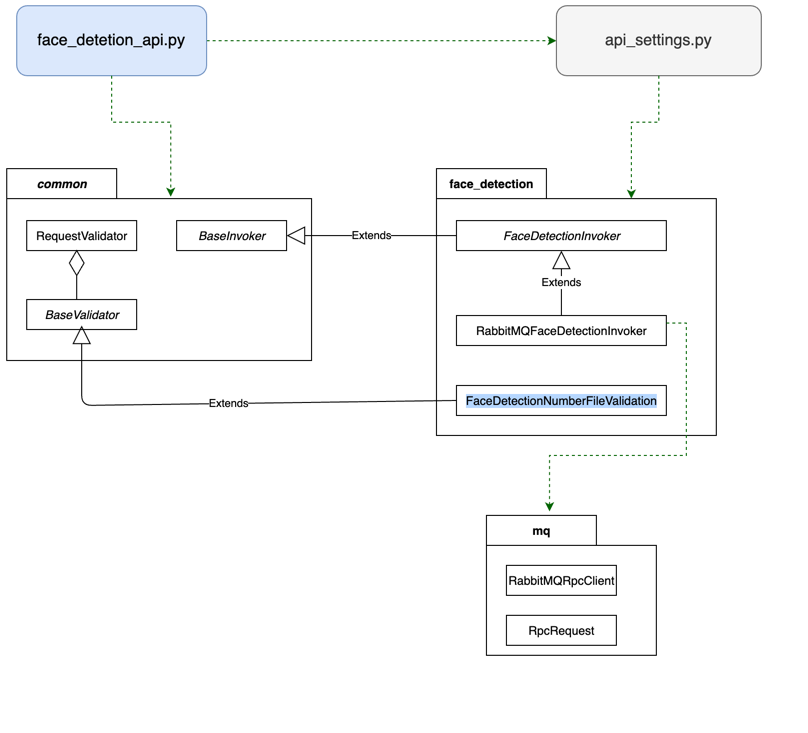 face_detetion_api.py
api_settings.py
common
face_detection
RequestValidator
BaseInvoker
Extends
FaceDetectionInvoker
Extends
BaseValidator
RabbitMQFaceDetectionInvoker
Extends
FaceDetectionNumberFileValidation
mq
RabbitMQRpcClient
RpcRequest